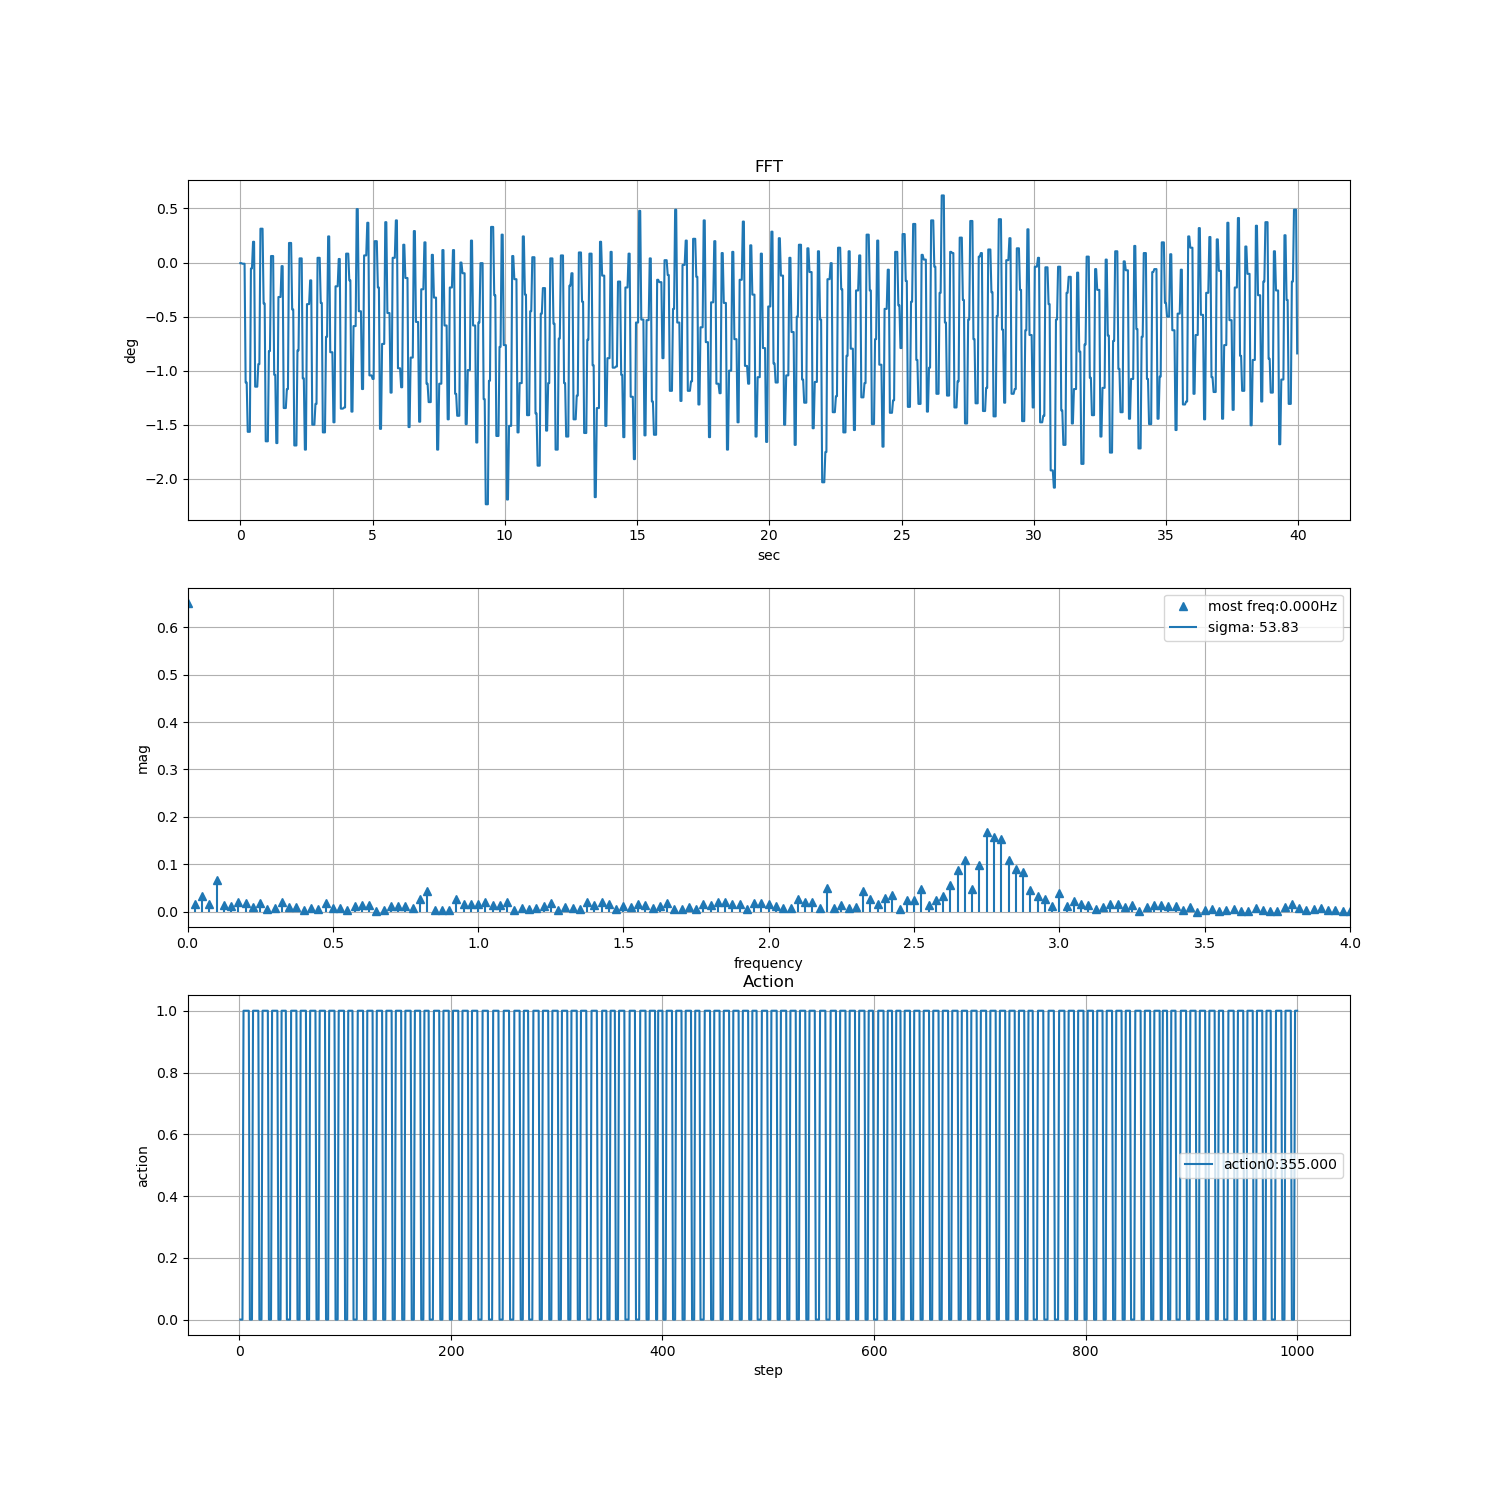 FFT
0.5
0.0
−0.5
−1.0
−1.5
−2.0
deg
0 5 10 15 20 25 30 35 40
sec
most freq:0.000Hz
sigma: 53.83
0.6
0.5
0.4
0.3
0.2
0.1
0.0
mag
0.0 0.5 1.0 1.5 2.0 2.5 3.0 3.5 4.0
frequency
Action
1.0
0.8
0.6
0.4
0.2
0.0
action
action0:355.000
0 200 400 600 800 1000
step